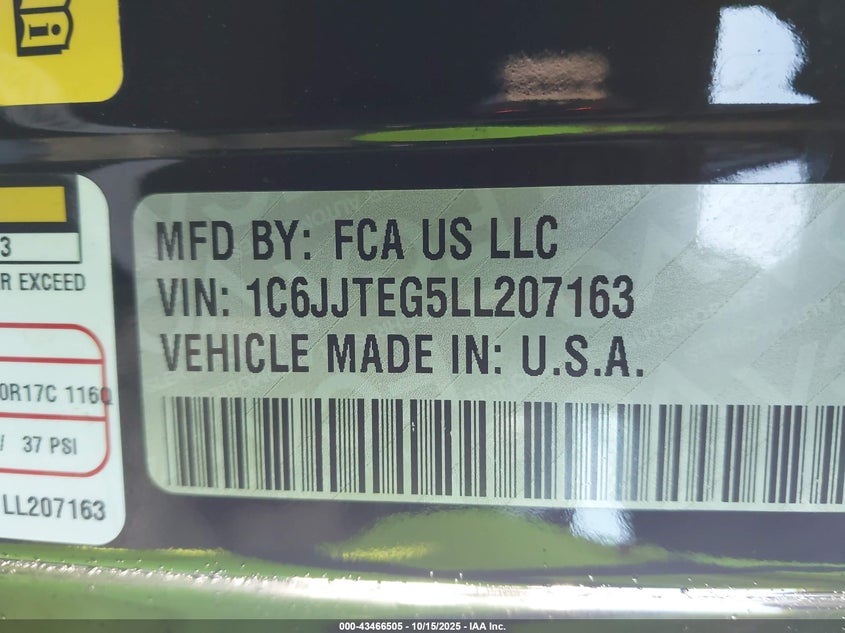 MFD BY: FCA US LLC
VIN: 1C6JJTEG5LL207163
VEHICLE MADE IN: U.S.A.
3
R EXCEED
0R17C 116Q
/ 37 PSI
LL207163
000-43466505 - 10/15/2025 - IAA Inc.